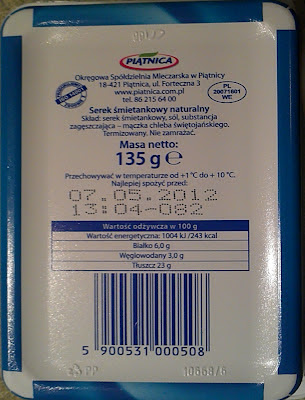 PIĄTNICA
Okręgowa Spółdzielnia Mleczarska w Piątnicy
18-421 Piątnica, ul. Forteczna 3
www.piatnica.com.pl
tel. 86 215 64 00
PL
20071601
WE
Serek śmietankowy naturalny
Skład: serek śmietankowy, sól, substancja
zagęszczająca – mączka chleba świętojańskiego.
Termizowany. Nie zamrażać.
Masa netto:
135 g e
Przechowywać w temperaturze od +1°C do + 10°C.
Najlepiej spożyć przed:
07.05.2012
13:04-082
Wartość odżywcza w 100 g
Wartość energetyczna: 1004 kJ /243 kcal
Białko 6,0 g
Węglowodany 3,0 g
Tłuszcz 23 g
5 900531 000508
PP